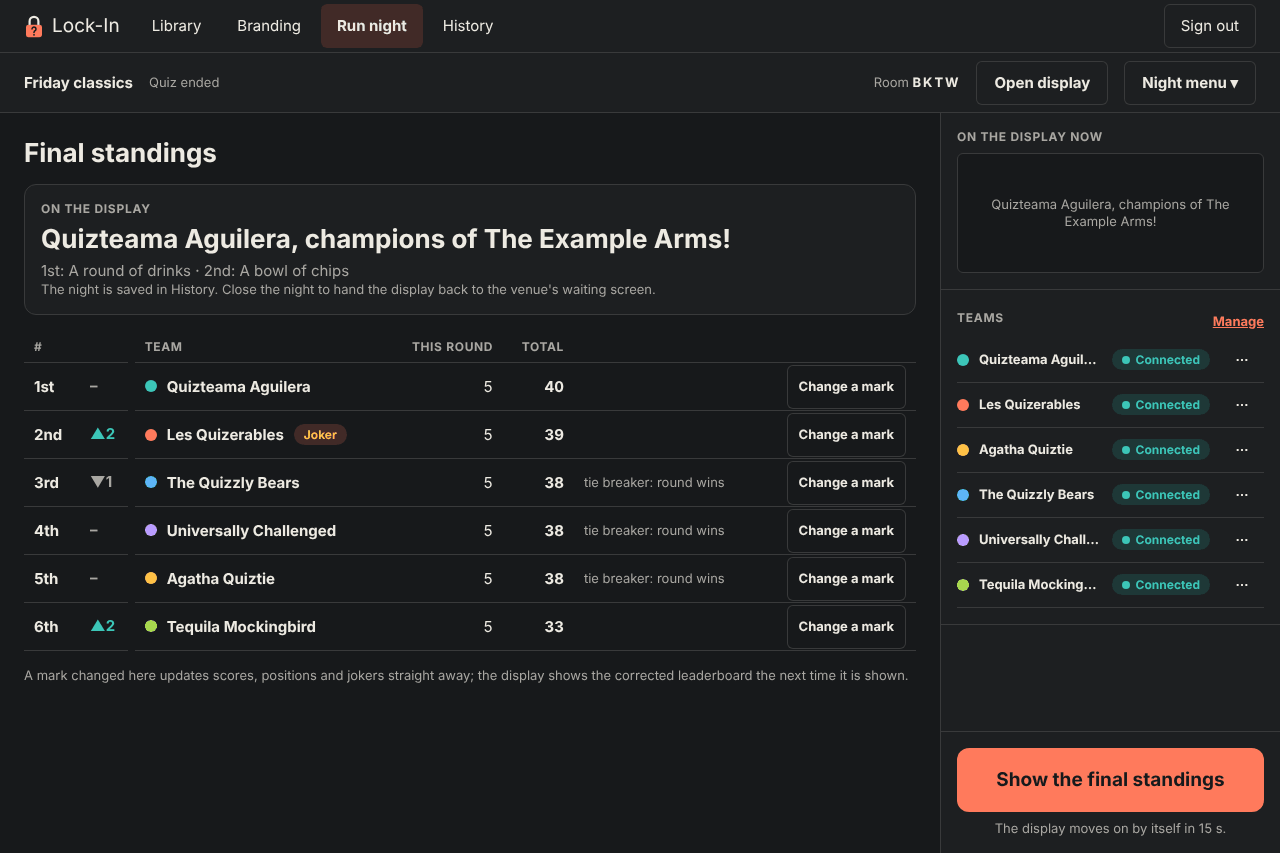 Lock-In Library Branding Run night History Sign out
Friday classics Quiz ended Room BKTW Open display Night menu ▾
Final standings
ON THE DISPLAY
Quizteama Aguilera, champions of The Example Arms!
1st: A round of drinks · 2nd: A bowl of chips
The night is saved in History. Close the night to hand the display back to the venue's waiting screen.
# TEAM THIS ROUND TOTAL
1st – Quizteama Aguilera 5 40 Change a mark
2nd ▲2 Les Quizerables Joker 5 39 Change a mark
3rd ▼1 The Quizzly Bears 5 38 tie breaker: round wins Change a mark
4th – Universally Challenged 5 38 tie breaker: round wins Change a mark
5th – Agatha Quiztie 5 38 tie breaker: round wins Change a mark
6th ▲2 Tequila Mockingbird 5 33 Change a mark
A mark changed here updates scores, positions and jokers straight away; the display shows the corrected leaderboard the next time it is shown.
ON THE DISPLAY NOW
Quizteama Aguilera, champions of The
Example Arms!
TEAMS Manage
Quizteama Aguil... Connected ...
Les Quizerables Connected ...
Agatha Quiztie Connected ...
The Quizzly Bears Connected ...
Universally Chall... Connected ...
Tequila Mocking... Connected ...
Show the final standings
The display moves on by itself in 15 s.